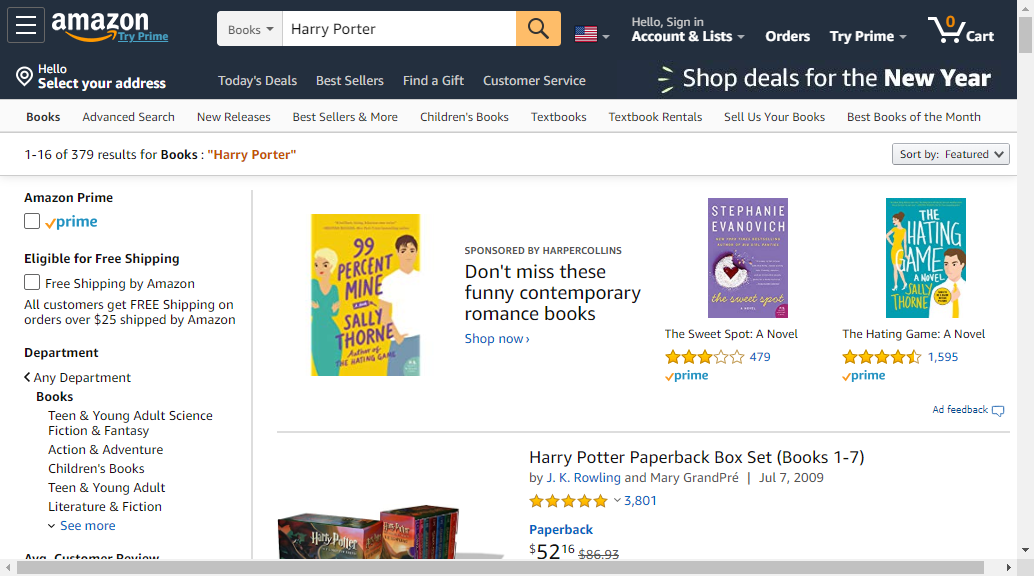 amazon
Try Prime
Books
Harry Porter
Hello, Sign in
Account & Lists
Orders
Try Prime
0
Cart
Hello
Select your address
Today's Deals
Best Sellers
Find a Gift
Customer Service
Shop deals for the New Year
Books
Advanced Search
New Releases
Best Sellers & More
Children's Books
Textbooks
Textbook Rentals
Sell Us Your Books
Best Books of the Month
1-16 of 379 results for Books : "Harry Porter"
Sort by: Featured
Amazon Prime
prime
Eligible for Free Shipping
Free Shipping by Amazon
All customers get FREE Shipping on
orders over $25 shipped by Amazon
Department
Any Department
Books
Teen & Young Adult Science
Fiction & Fantasy
Action & Adventure
Children's Books
Teen & Young Adult
Literature & Fiction
See more
Avg. Customer Review
99
PERCENT
MINE
SALLY
THORNE
Author of
THE HATING GAME
SPONSORED BY HARPERCOLLINS
Don't miss these
funny contemporary
romance books
Shop now ›
STEPHANIE
EVANOVICH
the sweet spot
The Sweet Spot: A Novel
479
prime
THE
HATING
GAME
A NOVEL
SALLY
THORNE
The Hating Game: A Novel
1,595
prime
Ad feedback
Harry Potter Paperback Box Set (Books 1-7)
by J. K. Rowling and Mary GrandPré | Jul 7, 2009
3,801
Paperback
$52 16 $86.93
Harry Potter